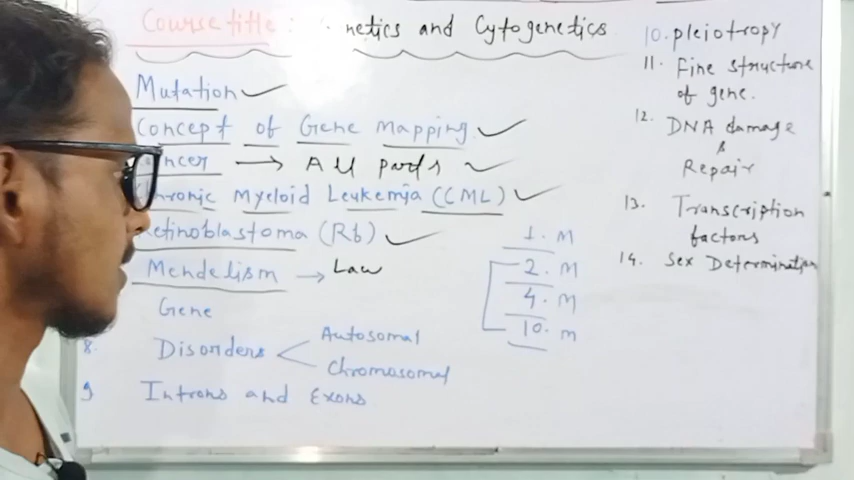 Course title : netics and Cytogenetics
Mutation ✓
Concept of Gene Mapping ✓
ncer → All parts ✓
hronic Myeloid Leukemia (CML) ✓
etinoblastoma (Rb) ✓
Mendelism → Law
Gene
8. Disorders < Autosomal
Chromosomal
9 Introns and Exons
1. M
2. M
4. M
10. m
10. pleiotropy
11. Fine structure
of gene.
12. DNA damage
&
Repair
13. Transcription
factors
14. Sex Determination